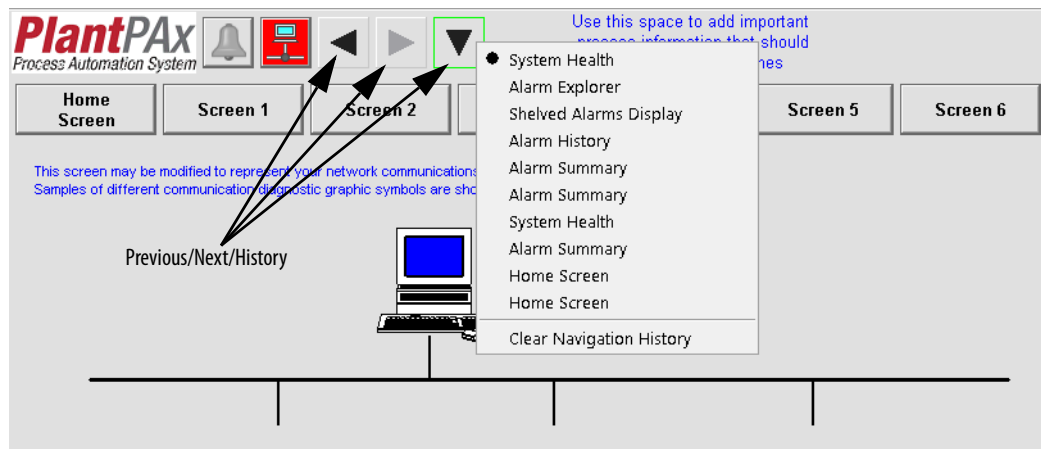 PlantPAx
Process Automation System
Use this space to add important
process information that should
nes
System Health
Alarm Explorer
Shelved Alarms Display
Alarm History
Alarm Summary
Alarm Summary
System Health
Alarm Summary
Home Screen
Home Screen
Clear Navigation History
Home
Screen
Screen 1
Screen 2
Screen 5
Screen 6
This screen may be modified to represent your network communications
Samples of different communication diagnostic graphic symbols are sho
Previous/Next/History